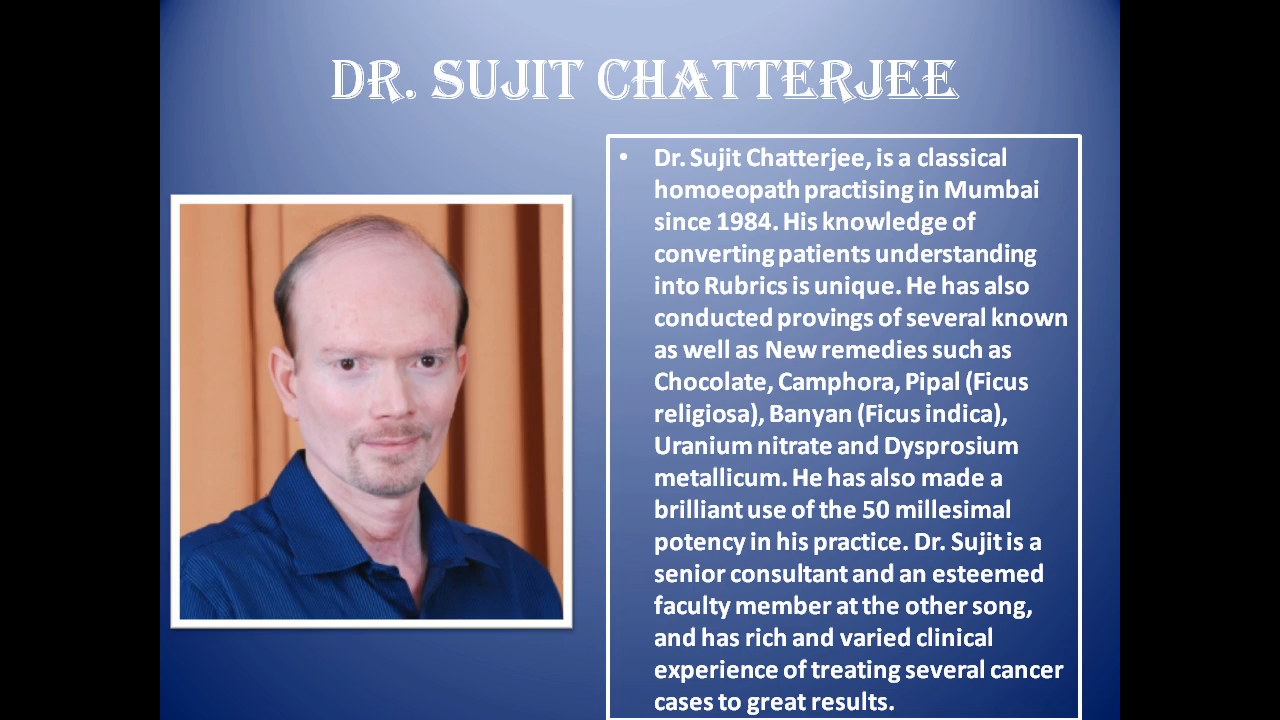 DR. SUJIT CHATTERJEE
• Dr. Sujit Chatterjee, is a classical
homoeopath practising in Mumbai
since 1984. His knowledge of
converting patients understanding
into Rubrics is unique. He has also
conducted provings of several known
as well as New remedies such as
Chocolate, Camphora, Pipal (Ficus
religiosa), Banyan (Ficus indica),
Uranium nitrate and Dysprosium
metallicum. He has also made a
brilliant use of the 50 millesimal
potency in his practice. Dr. Sujit is a
senior consultant and an esteemed
faculty member at the other song,
and has rich and varied clinical
experience of treating several cancer
cases to great results.